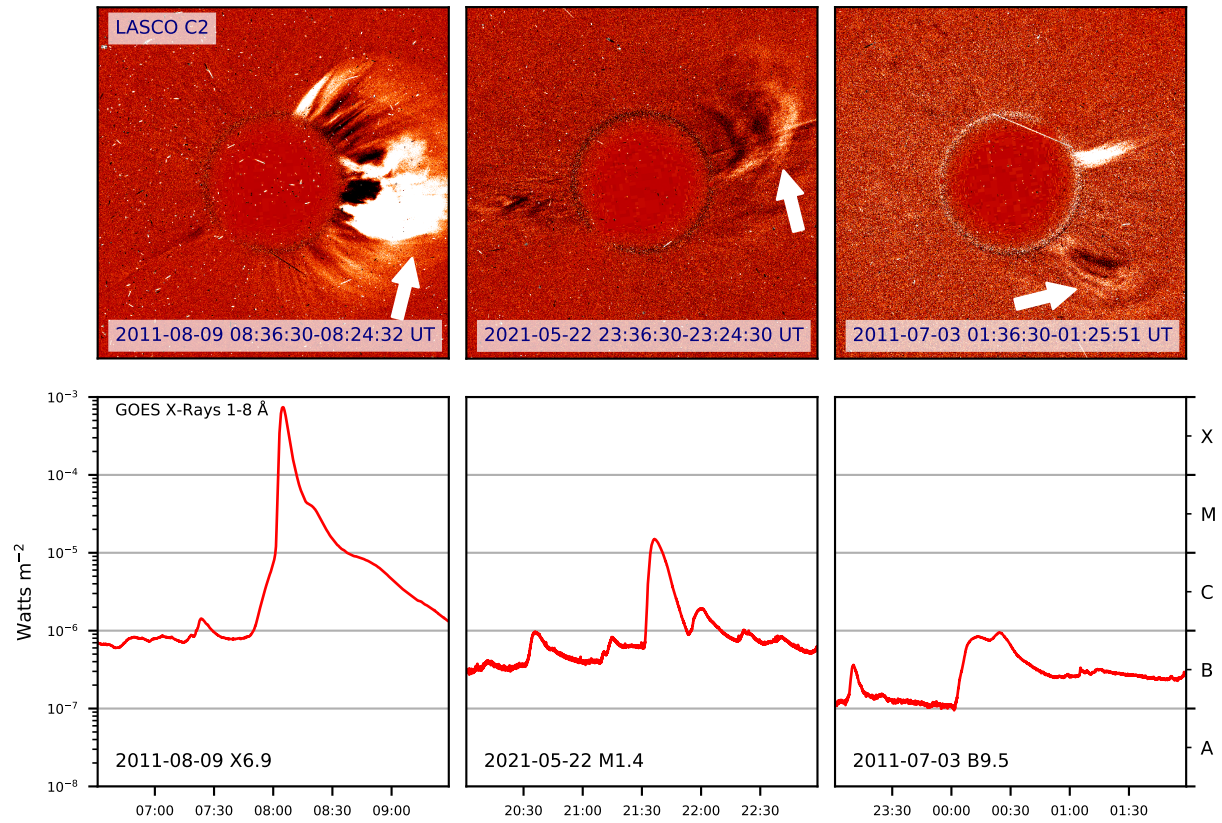 LASCO C2
2011-08-09 08:36:30-08:24:32 UT
2021-05-22 23:36:30-23:24:30 UT
2011-07-03 01:36:30-01:25:51 UT
GOES X-Rays 1-8 Å
Watts m⁻²
10⁻³
10⁻⁴
10⁻⁵
10⁻⁶
10⁻⁷
10⁻⁸
X
M
C
B
A
2011-08-09 X6.9
2021-05-22 M1.4
2011-07-03 B9.5
07:00 07:30 08:00 08:30 09:00
20:30 21:00 21:30 22:00 22:30
23:30 00:00 00:30 01:00 01:30